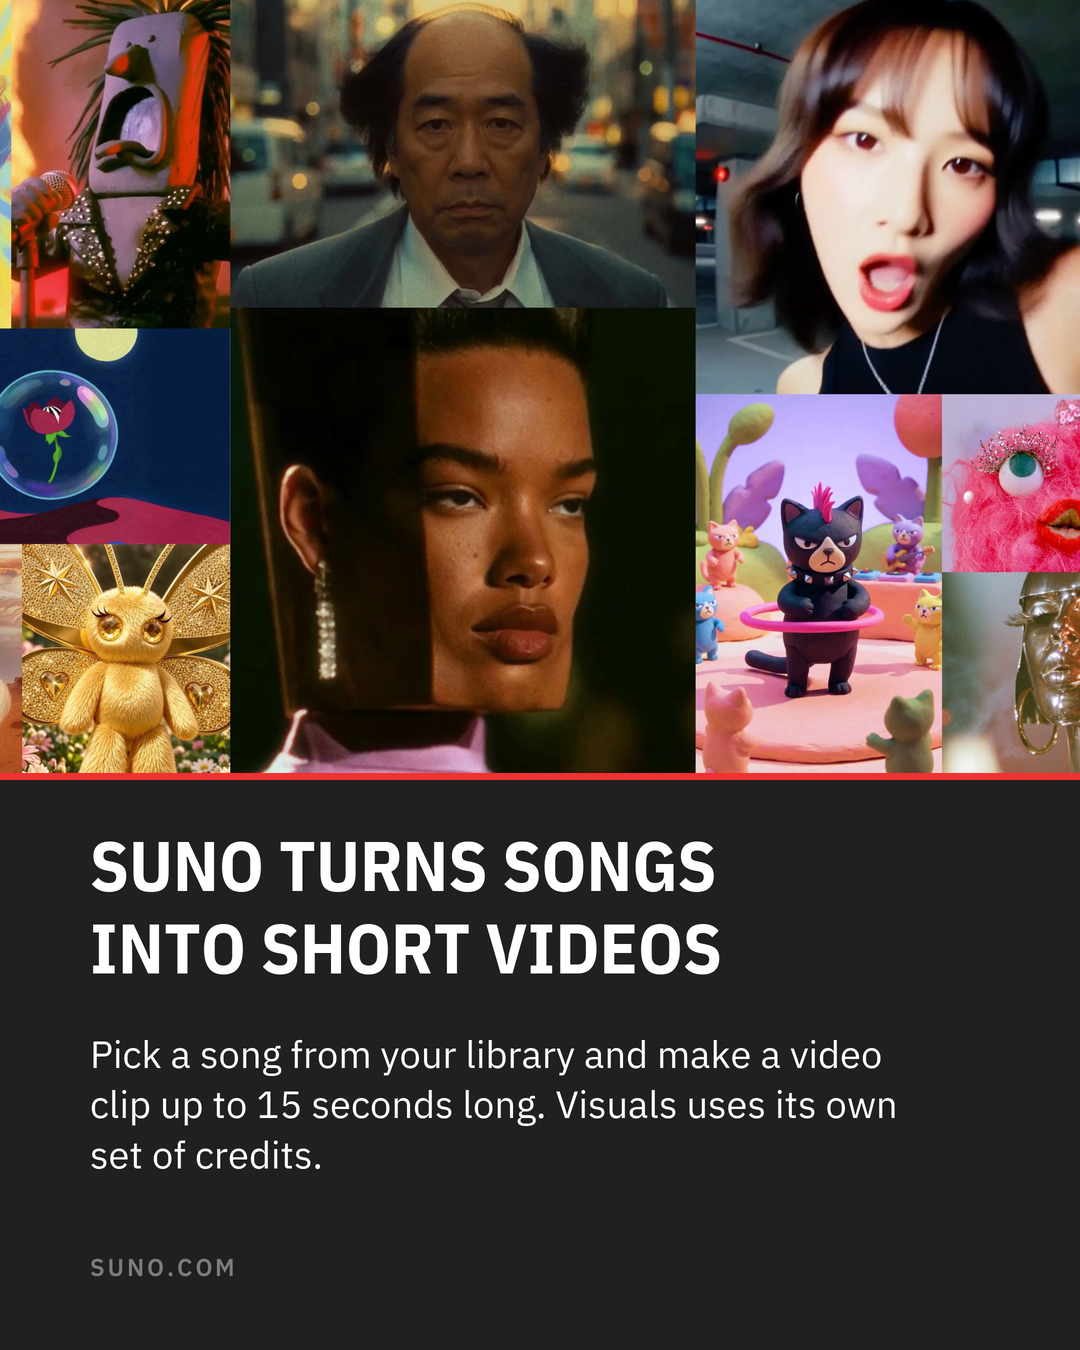 SUNO TURNS SONGS
INTO SHORT VIDEOS
Pick a song from your library and make a video
clip up to 15 seconds long. Visuals uses its own
set of credits.
SUNO.COM